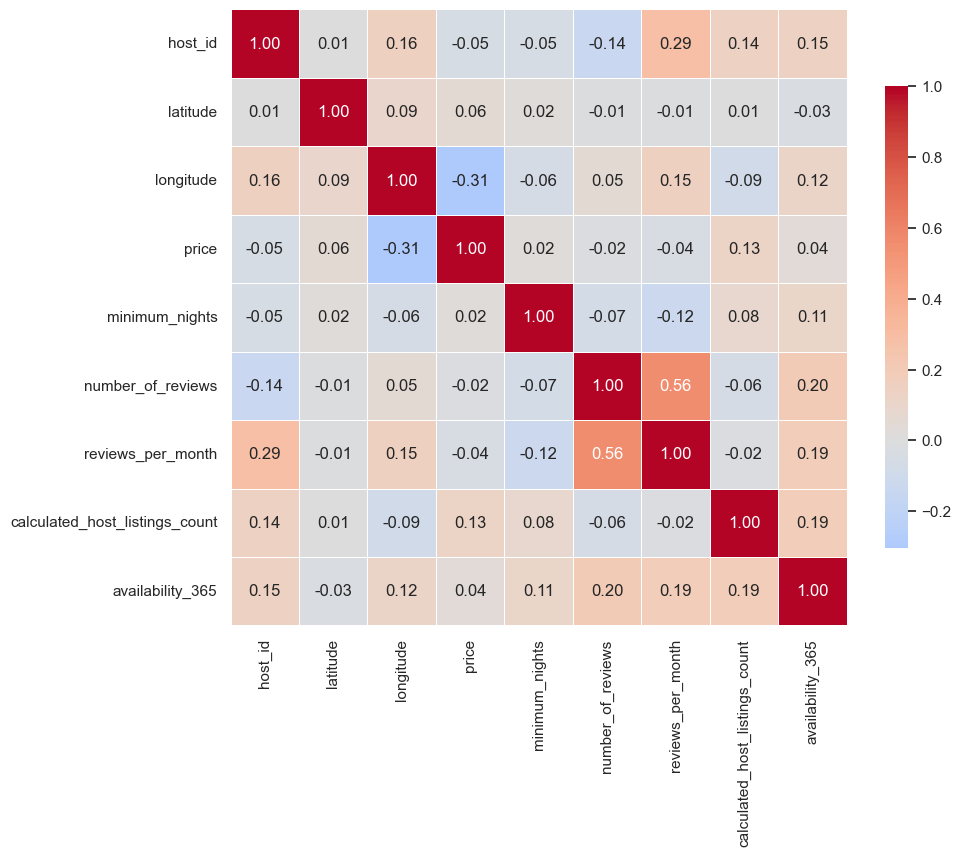 host_id 1.00 0.01 0.16 -0.05 -0.05 -0.14 0.29 0.14 0.15
latitude 0.01 1.00 0.09 0.06 0.02 -0.01 -0.01 0.01 -0.03
longitude 0.16 0.09 1.00 -0.31 -0.06 0.05 0.15 -0.09 0.12
price -0.05 0.06 -0.31 1.00 0.02 -0.02 -0.04 0.13 0.04
minimum_nights -0.05 0.02 -0.06 0.02 1.00 -0.07 -0.12 0.08 0.11
number_of_reviews -0.14 -0.01 0.05 -0.02 -0.07 1.00 0.56 -0.06 0.20
reviews_per_month 0.29 -0.01 0.15 -0.04 -0.12 0.56 1.00 -0.02 0.19
calculated_host_listings_count 0.14 0.01 -0.09 0.13 0.08 -0.06 -0.02 1.00 0.19
availability_365 0.15 -0.03 0.12 0.04 0.11 0.20 0.19 0.19 1.00
host_id
latitude
longitude
price
minimum_nights
number_of_reviews
reviews_per_month
calculated_host_listings_count
availability_365
1.0
0.8
0.6
0.4
0.2
0.0
−0.2